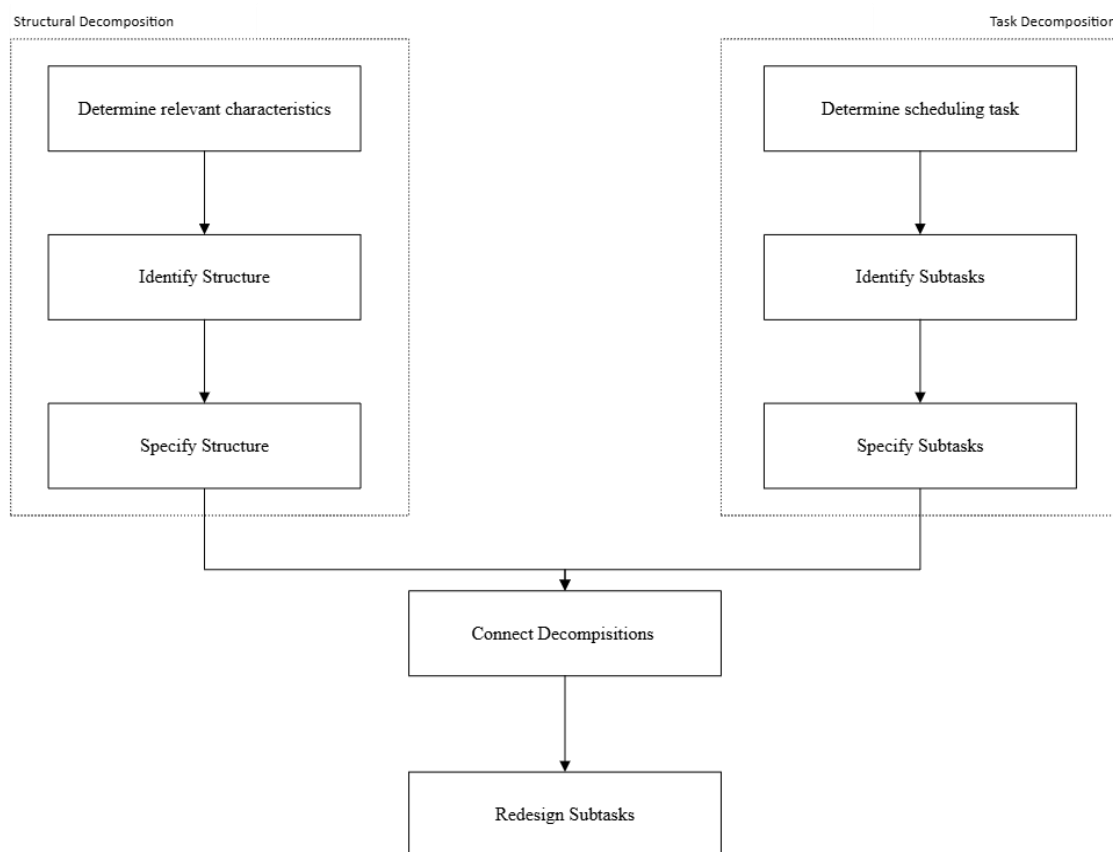 Structural Decomposition
Task Decomposition
Determine relevant characteristics
Determine scheduling task
Identify Structure
Identify Subtasks
Specify Structure
Specify Subtasks
Connect Decompisitions
Redesign Subtasks